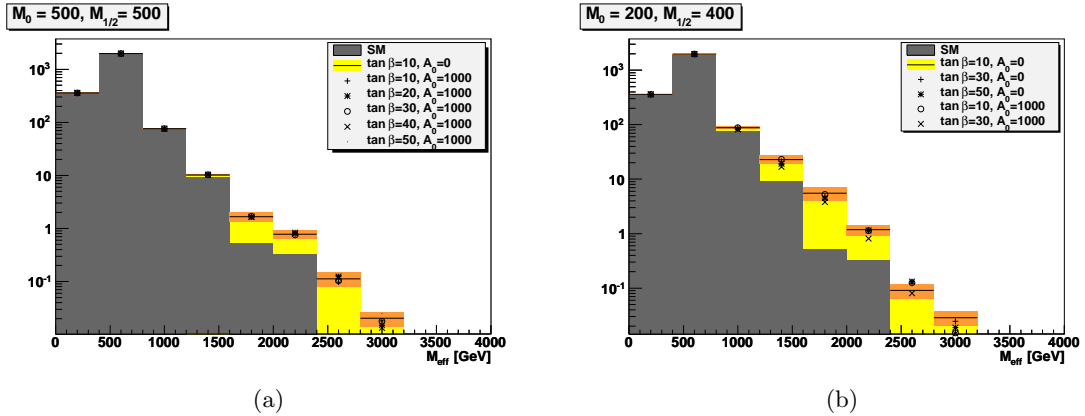 M0 = 500, M1/2 = 500
SM
tan β=10, A0=0
tan β=10, A0=1000
tan β=20, A0=1000
tan β=30, A0=1000
tan β=40, A0=1000
tan β=50, A0=1000
10³
10²
10
1
10⁻¹
0 500 1000 1500 2000 2500 3000 3500 4000
Meff [GeV]
(a)
M0 = 200, M1/2 = 400
SM
tan β=10, A0=0
tan β=30, A0=0
tan β=50, A0=0
tan β=10, A0=1000
tan β=30, A0=1000
10³
10²
10
1
10⁻¹
0 500 1000 1500 2000 2500 3000 3500 4000
Meff [GeV]
(b)